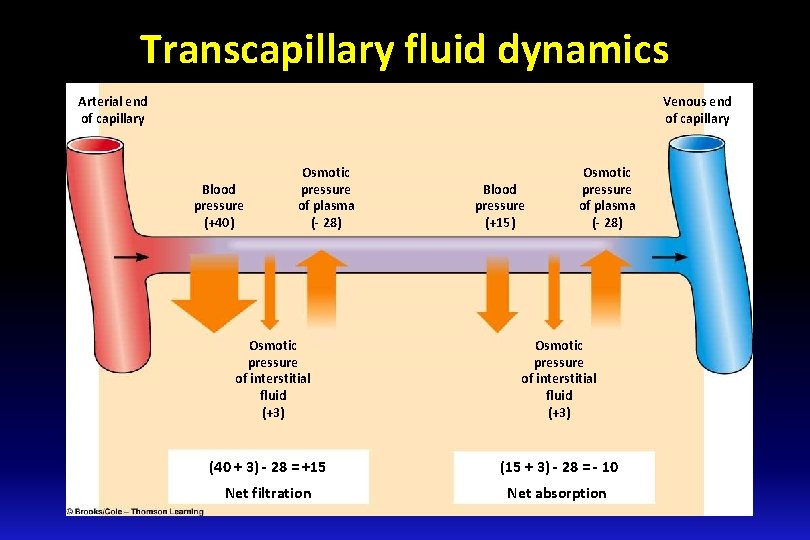 Transcapillary fluid dynamics
Arterial end
of capillary
Venous end
of capillary
Blood
pressure
(+40)
Osmotic
pressure
of plasma
(- 28)
Blood
pressure
(+15)
Osmotic
pressure
of plasma
(- 28)
Osmotic
pressure
of interstitial
fluid
(+3)
Osmotic
pressure
of interstitial
fluid
(+3)
(40 + 3) - 28 = +15
Net filtration
(15 + 3) - 28 = - 10
Net absorption
© Brooks/Cole – Thomson Learning